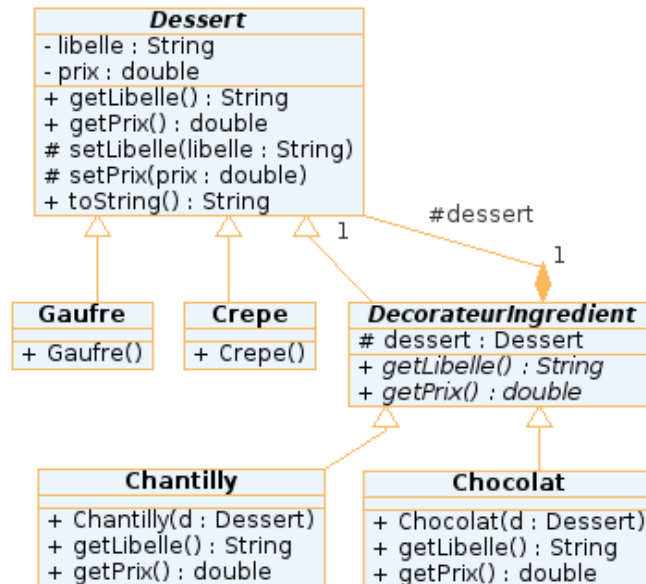 Dessert
- libelle : String
- prix : double
+ getLibelle() : String
+ getPrix() : double
# setLibelle(libelle : String)
# setPrix(prix : double)
+ toString() : String
#dessert
1
1
Gaufre
+ Gaufre()
Crepe
+ Crepe()
DecorateurIngredient
# dessert : Dessert
+ getLibelle() : String
+ getPrix() : double
Chantilly
+ Chantilly(d : Dessert)
+ getLibelle() : String
+ getPrix() : double
Chocolat
+ Chocolat(d : Dessert)
+ getLibelle() : String
+ getPrix() : double